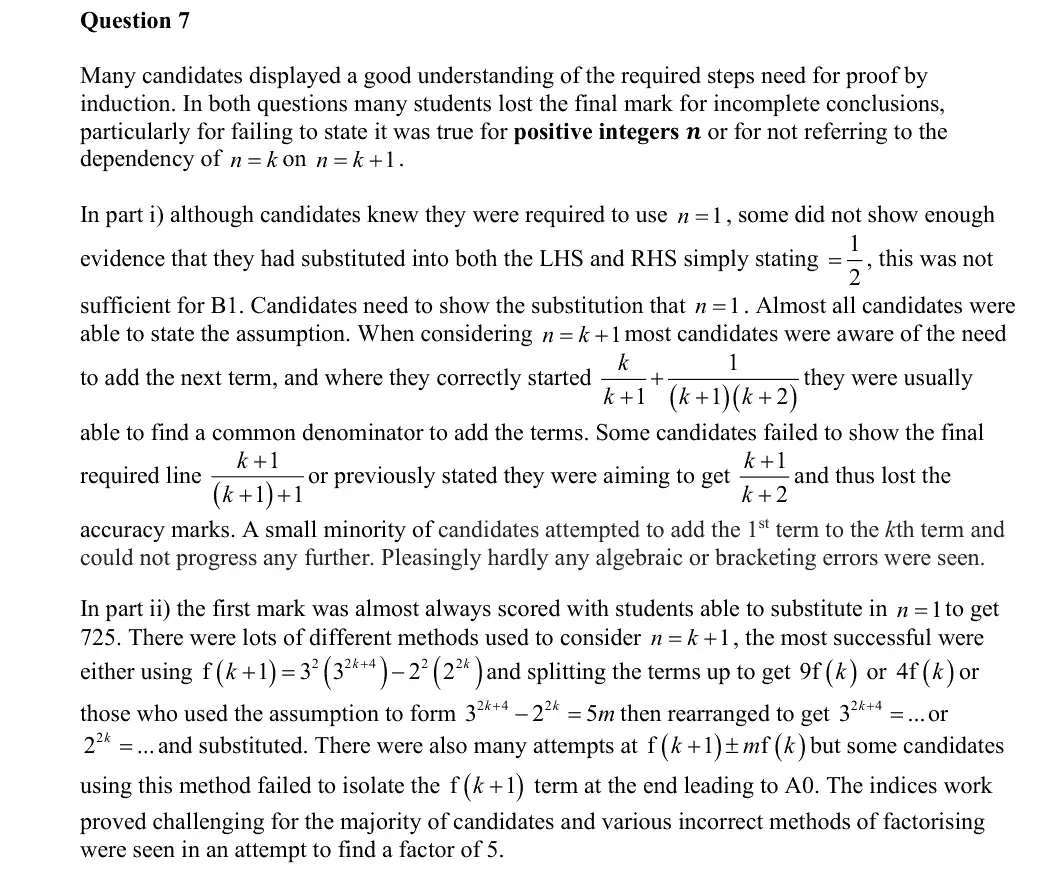 Question 7
Many candidates displayed a good understanding of the required steps need for proof by
induction. In both questions many students lost the final mark for incomplete conclusions,
particularly for failing to state it was true for positive integers n or for not referring to the
dependency of n = k on n = k +1.
In part i) although candidates knew they were required to use n = 1, some did not show enough
evidence that they had substituted into both the LHS and RHS simply stating = 1/2, this was not
sufficient for B1. Candidates need to show the substitution that n = 1. Almost all candidates were
able to state the assumption. When considering n = k +1 most candidates were aware of the need
to add the next term, and where they correctly started k/(k +1) + 1/((k +1)(k + 2)) they were usually
able to find a common denominator to add the terms. Some candidates failed to show the final
required line (k +1)/((k +1)+1) or previously stated they were aiming to get (k +1)/(k + 2) and thus lost the
accuracy marks. A small minority of candidates attempted to add the 1ˢᵗ term to the kth term and
could not progress any further. Pleasingly hardly any algebraic or bracketing errors were seen.
In part ii) the first mark was almost always scored with students able to substitute in n = 1 to get
725. There were lots of different methods used to consider n = k +1, the most successful were
either using f(k +1) = 3²(3²ᵏ⁺⁴) − 2²(2²ᵏ) and splitting the terms up to get 9f(k) or 4f(k) or
those who used the assumption to form 3²ᵏ⁺⁴ − 2²ᵏ = 5m then rearranged to get 3²ᵏ⁺⁴ = ... or
2²ᵏ = ... and substituted. There were also many attempts at f(k +1) ± mf(k) but some candidates
using this method failed to isolate the f(k +1) term at the end leading to A0. The indices work
proved challenging for the majority of candidates and various incorrect methods of factorising
were seen in an attempt to find a factor of 5.